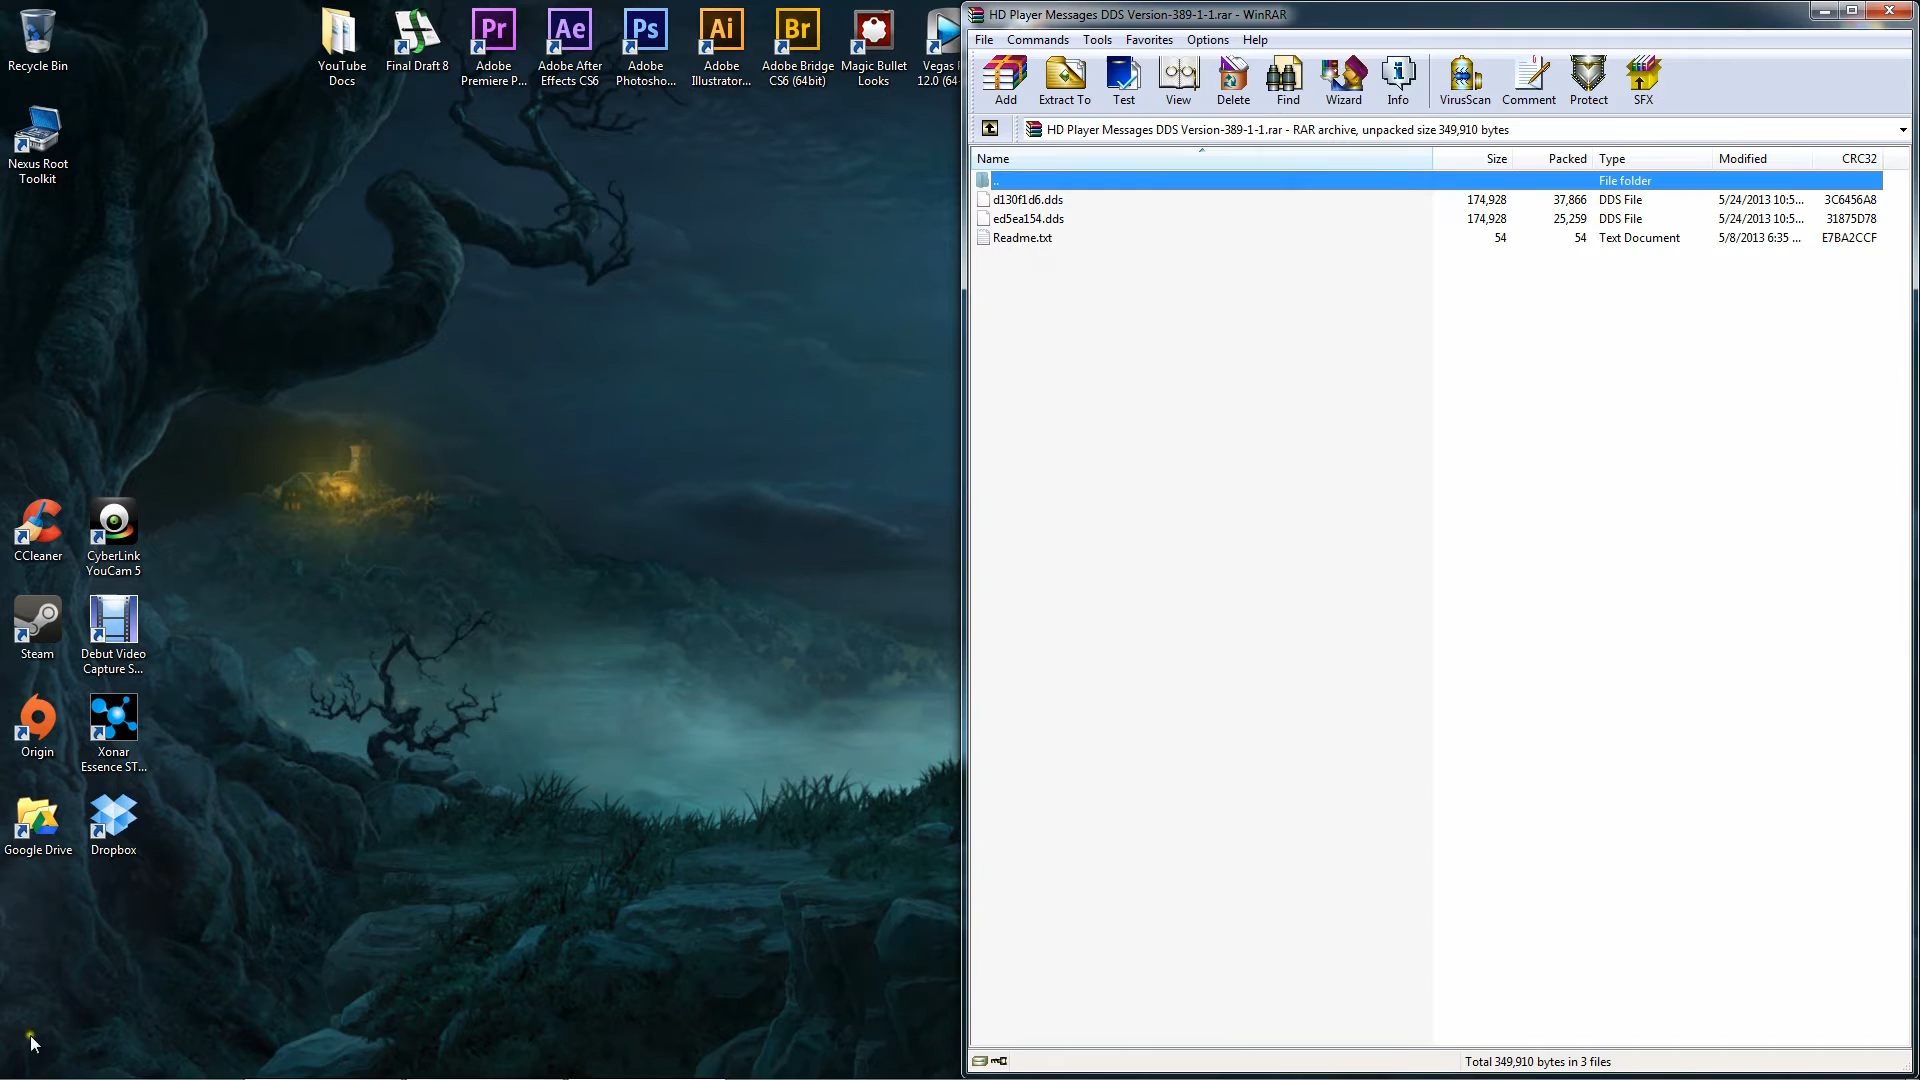 Recycle Bin
Nexus Root
Toolkit
YouTube
Docs
Final Draft 8
Pr
Adobe
Premiere P...
Ae
Adobe After
Effects CS6
Ps
Adobe
Photosho...
Ai
Adobe
Illustrator...
Br
Adobe Bridge
CS6 (64bit)
Magic Bullet
Looks
Vegas
12.0 (64
CCleaner
CyberLink
YouCam 5
Steam
Debut Video
Capture S...
Origin
Xonar
Essence ST...
Google Drive
Dropbox
HD Player Messages DDS Version-389-1-1.rar - WinRAR
File Commands Tools Favorites Options Help
Add Extract To Test View Delete Find Wizard Info VirusScan Comment Protect SFX
HD Player Messages DDS Version-389-1-1.rar - RAR archive, unpacked size 349,910 bytes
Name Size Packed Type Modified CRC32
.. File folder
d130f1d6.dds 174,928 37,866 DDS File 5/24/2013 10:5... 3C6456A8
ed5ea154.dds 174,928 25,259 DDS File 5/24/2013 10:5... 31875D78
Readme.txt 54 54 Text Document 5/8/2013 6:35 ... E7BA2CCF
Total 349,910 bytes in 3 files